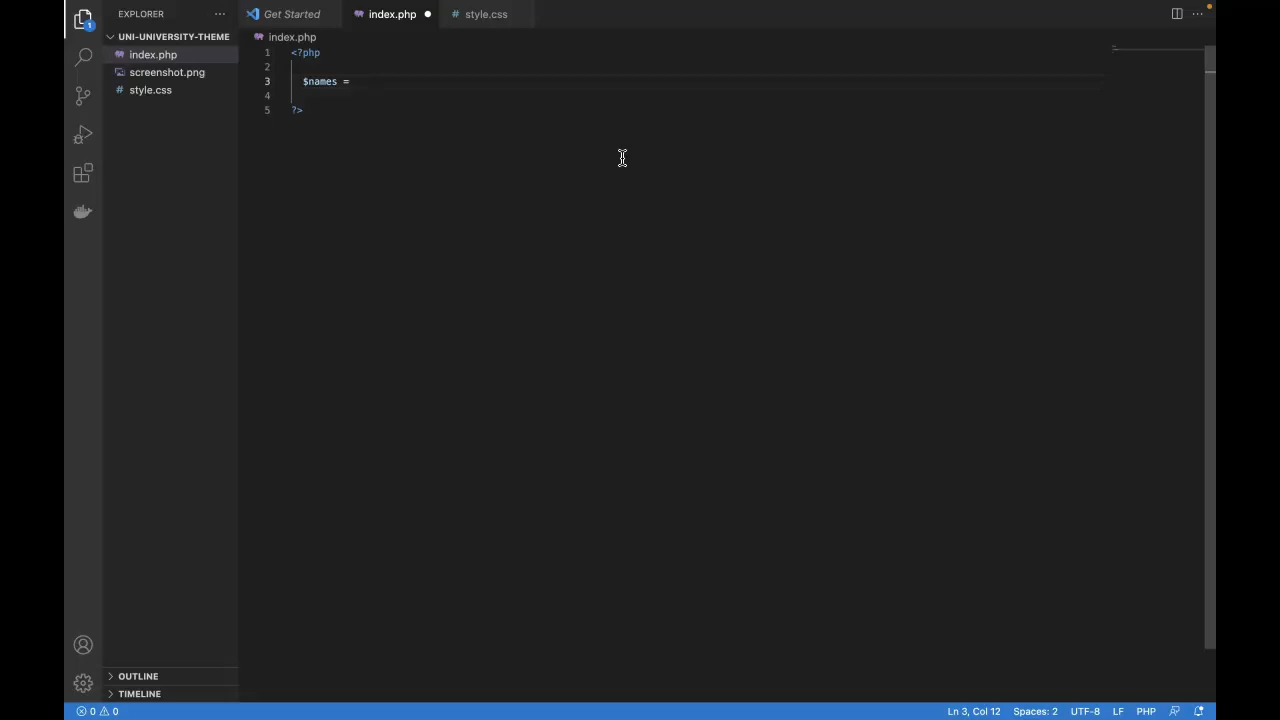 EXPLORER
Get Started
index.php
style.css
UNI-UNIVERSITY-THEME
index.php
screenshot.png
style.css
index.php
1 <?php
2
3 $names =
4
5 ?>
1
OUTLINE
TIMELINE
0 0
Ln 3, Col 12
Spaces: 2
UTF-8
LF
PHP